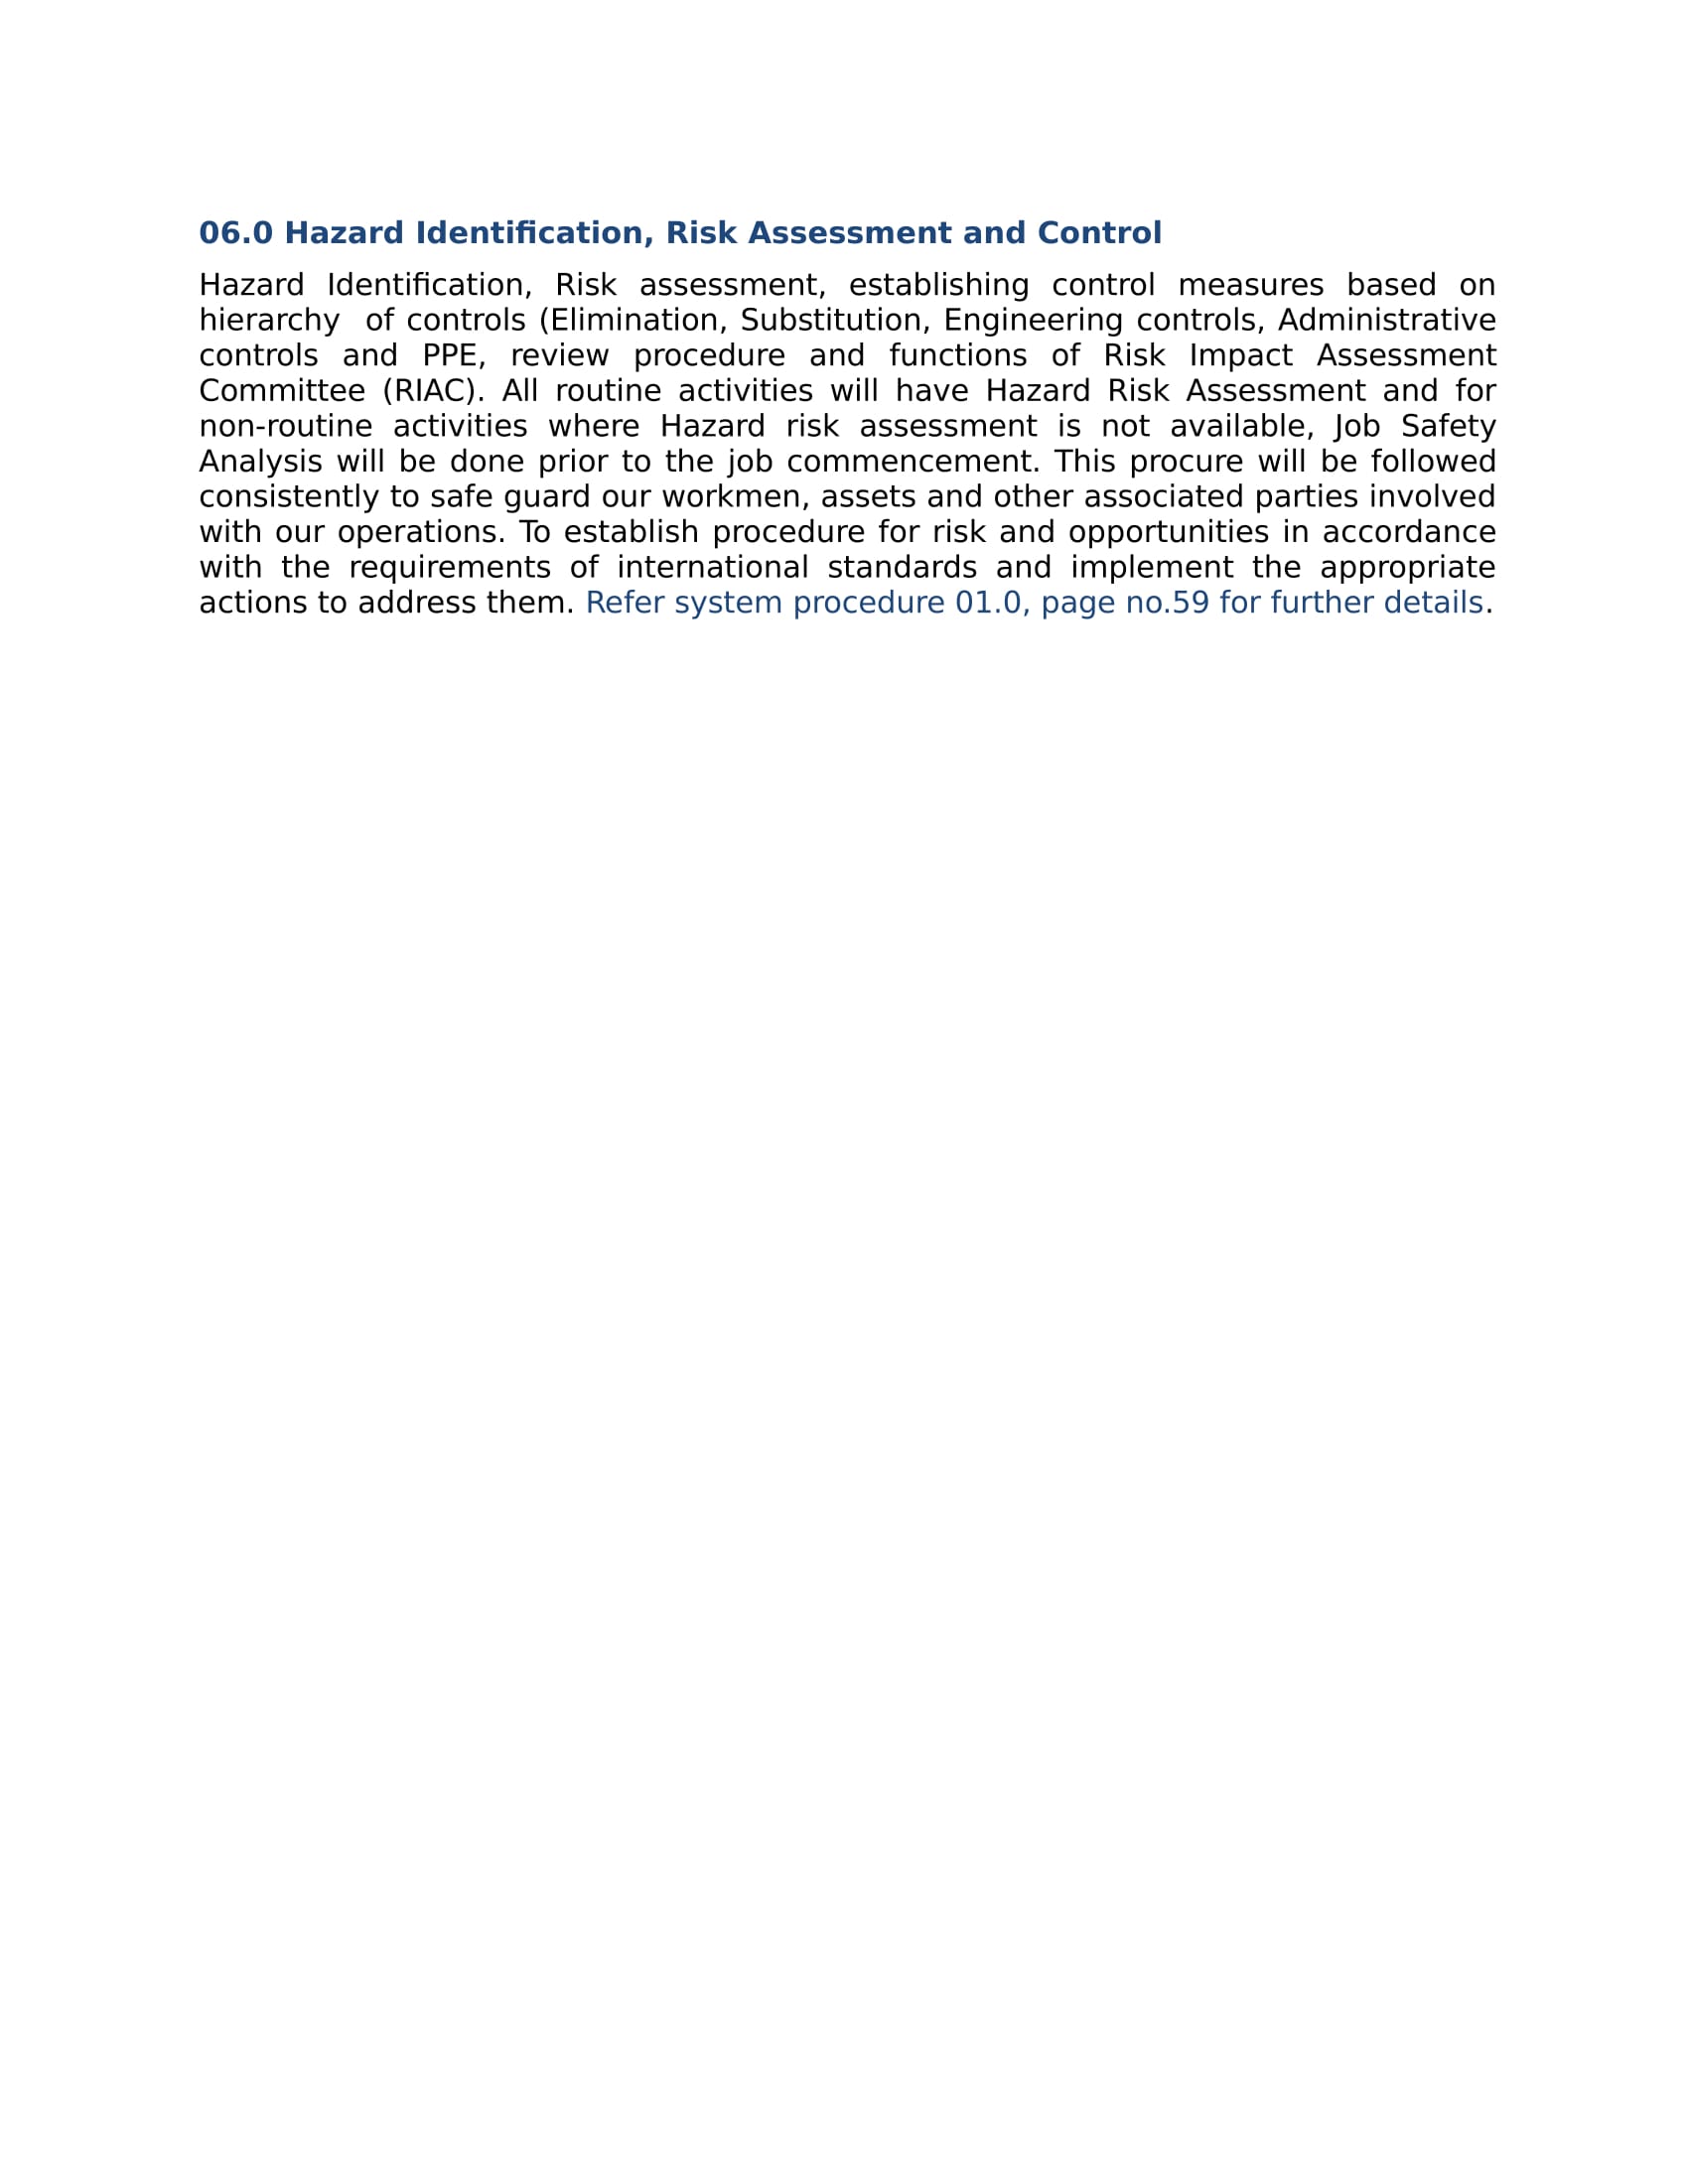 06.0 Hazard Identification, Risk Assessment and Control
Hazard Identification, Risk assessment, establishing control measures based on
hierarchy  of controls (Elimination, Substitution, Engineering controls, Administrative
controls and PPE, review procedure and functions of Risk Impact Assessment
Committee (RIAC). All routine activities will have Hazard Risk Assessment and for
non-routine activities where Hazard risk assessment is not available, Job Safety
Analysis will be done prior to the job commencement. This procure will be followed
consistently to safe guard our workmen, assets and other associated parties involved
with our operations. To establish procedure for risk and opportunities in accordance
with the requirements of international standards and implement the appropriate
actions to address them. Refer system procedure 01.0, page no.59 for further details.